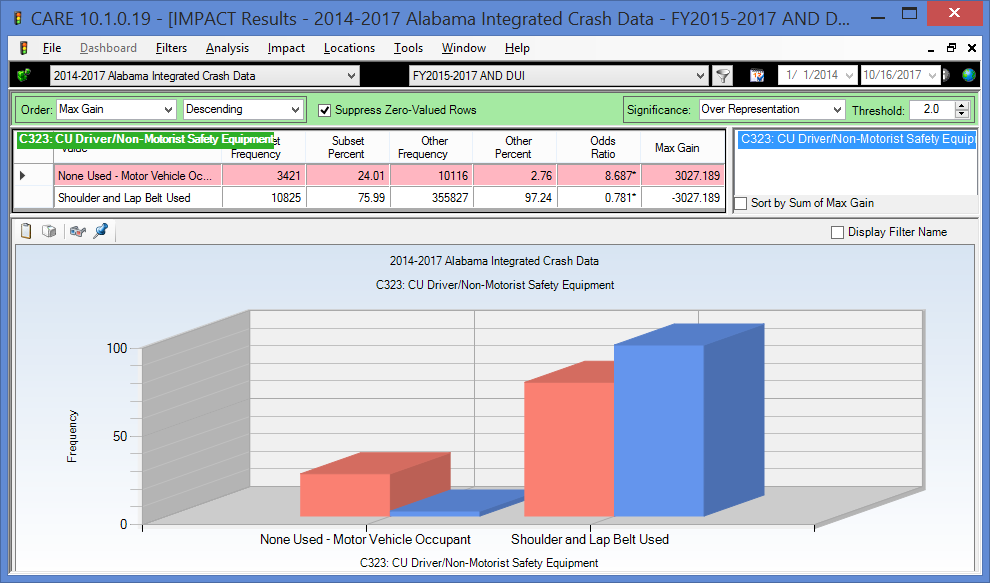 CARE 10.1.0.19 - [IMPACT Results - 2014-2017 Alabama Integrated Crash Data - FY2015-2017 AND D...
File Dashboard Filters Analysis Impact Locations Tools Window Help
2014-2017 Alabama Integrated Crash Data FY2015-2017 AND DUI 1/ 1/2014 10/16/2017
Order: Max Gain Descending Suppress Zero-Valued Rows Significance: Over Representation Threshold: 2.0
C323: CU Driver/Non-Motorist Safety Equipment
Frequency Subset Percent Other Frequency Other Percent Odds Ratio Max Gain
None Used - Motor Vehicle Oc... 3421 24.01 10116 2.76 8.687* 3027.189
Shoulder and Lap Belt Used 10825 75.99 355827 97.24 0.781* -3027.189
C323: CU Driver/Non-Motorist Safety Equip
Sort by Sum of Max Gain
Display Filter Name
2014-2017 Alabama Integrated Crash Data
C323: CU Driver/Non-Motorist Safety Equipment
100
50
0
Frequency
None Used - Motor Vehicle Occupant Shoulder and Lap Belt Used
C323: CU Driver/Non-Motorist Safety Equipment